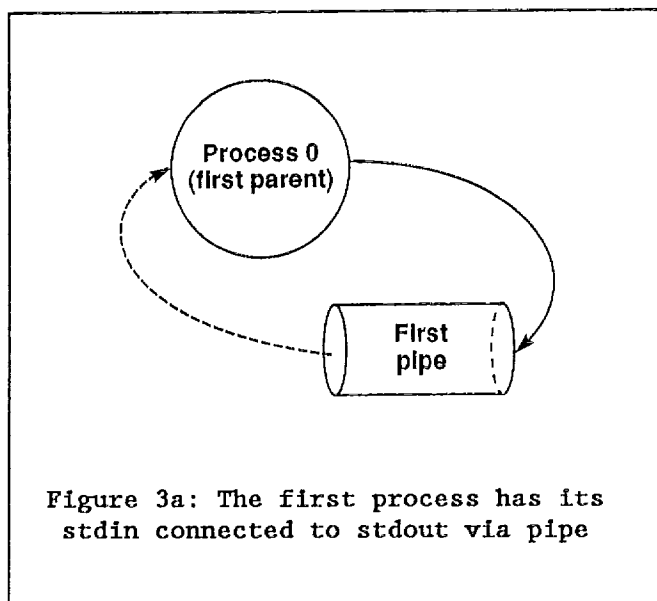 Process 0
(first parent)
First
pipe
Figure 3a: The first process has its
stdin connected to stdout via pipe